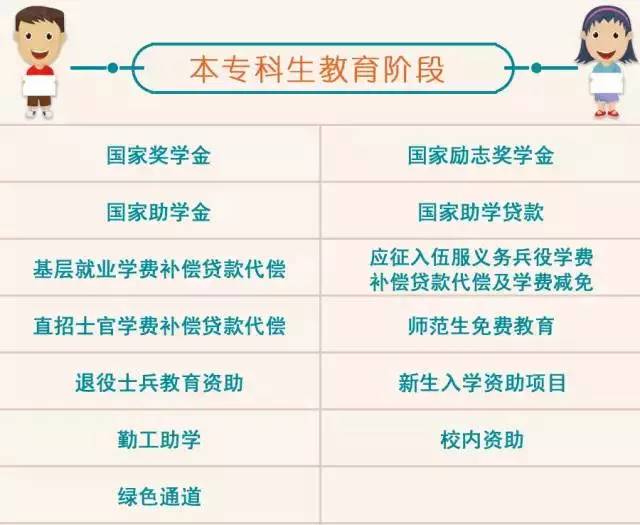 本专科生教育阶段
国家奖学金
国家励志奖学金
国家助学金
国家助学贷款
基层就业学费补偿贷款代偿
应征入伍服义务兵役学费
补偿贷款代偿及学费减免
直招士官学费补偿贷款代偿
师范生免费教育
退役士兵教育资助
新生入学资助项目
勤工助学
校内资助
绿色通道